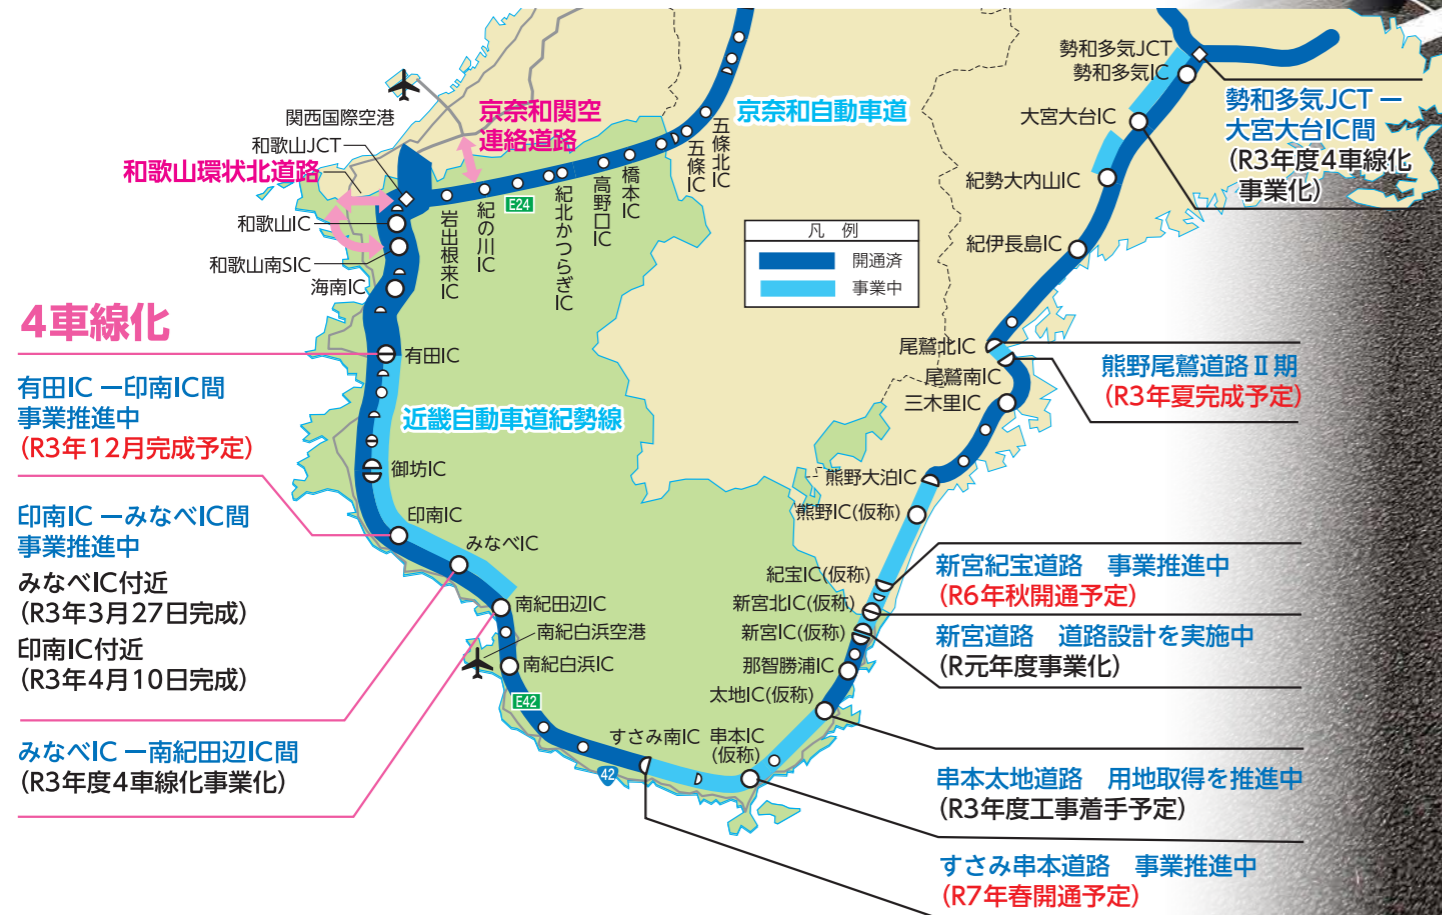 関西国際空港
和歌山JCT
和歌山環状北道路
和歌山IC
和歌山南SIC
海南IC
京奈和関空
連絡道路
京奈和自動車道
E24
岩出根来IC
紀の川IC
紀北かつらぎIC
高野口IC
橋本IC
五條IC
五條北IC
凡 例
開通済
事業中
勢和多気JCT
勢和多気IC
大宮大台IC
紀勢大内山IC
紀伊長島IC
尾鷲北IC
尾鷲南IC
三木里IC
熊野大泊IC
熊野IC(仮称)
紀宝IC(仮称)
新宮北IC(仮称)
新宮IC(仮称)
那智勝浦IC
太地IC(仮称)
串本IC
(仮称)
すさみ南IC
42
E42
南紀白浜IC
南紀白浜空港
南紀田辺IC
みなべIC
印南IC
御坊IC
近畿自動車道紀勢線
有田IC
4車線化
有田IC ー印南IC間
事業推進中
(R3年12月完成予定)
印南IC ーみなべIC間
事業推進中
みなべIC付近
(R3年3月27日完成)
印南IC付近
(R3年4月10日完成)
みなべIC ー南紀田辺IC間
(R3年度4車線化事業化)
勢和多気JCT ー
大宮大台IC間
(R3年度4車線化
事業化)
熊野尾鷲道路Ⅱ期
(R3年夏完成予定)
新宮紀宝道路 事業推進中
(R6年秋開通予定)
新宮道路 道路設計を実施中
(R元年度事業化)
串本太地道路 用地取得を推進中
(R3年度工事着手予定)
すさみ串本道路 事業推進中
(R7年春開通予定)